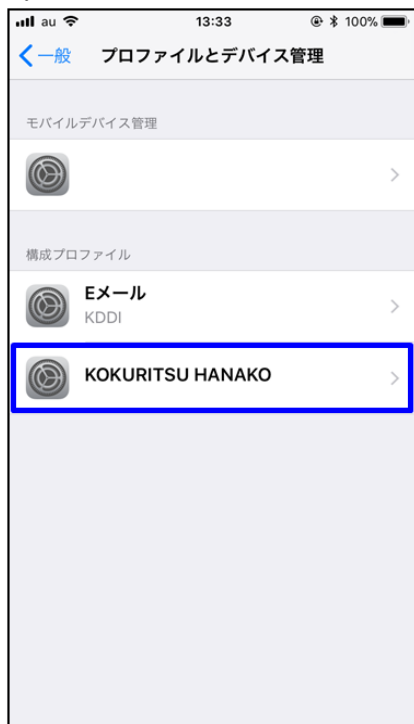 au 13:33 100%
一般 プロファイルとデバイス管理
モバイルデバイス管理
構成プロファイル
Eメール
KDDI
KOKURITSU HANAKO